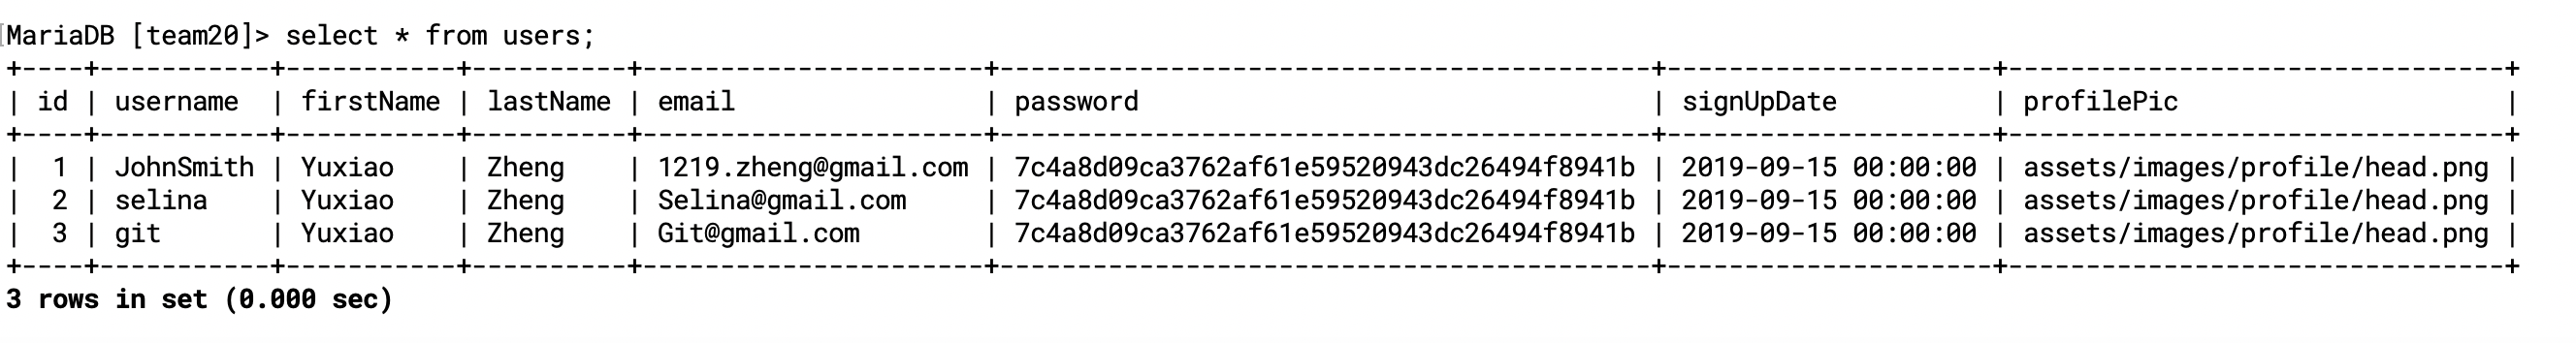 MariaDB [team20]> select * from users;
+----+-----------+-----------+----------+----------------------+------------------------------------------+---------------------+--------------------------------+
| id | username  | firstName | lastName | email                | password                                 | signUpDate          | profilePic                     |
+----+-----------+-----------+----------+----------------------+------------------------------------------+---------------------+--------------------------------+
|  1 | JohnSmith | Yuxiao    | Zheng    | 1219.zheng@gmail.com | 7c4a8d09ca3762af61e59520943dc26494f8941b | 2019-09-15 00:00:00 | assets/images/profile/head.png |
|  2 | selina    | Yuxiao    | Zheng    | Selina@gmail.com     | 7c4a8d09ca3762af61e59520943dc26494f8941b | 2019-09-15 00:00:00 | assets/images/profile/head.png |
|  3 | git       | Yuxiao    | Zheng    | Git@gmail.com        | 7c4a8d09ca3762af61e59520943dc26494f8941b | 2019-09-15 00:00:00 | assets/images/profile/head.png |
+----+-----------+-----------+----------+----------------------+------------------------------------------+---------------------+--------------------------------+
3 rows in set (0.000 sec)